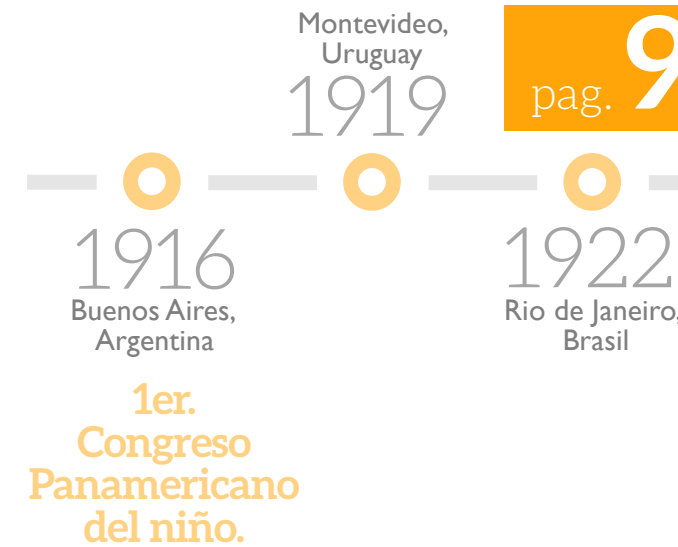 Montevideo,
Uruguay
1919
pag. 9
1916
Buenos Aires,
Argentina
1922
Rio de Janeiro,
Brasil
1er.
Congreso
Panamericano
del niño.